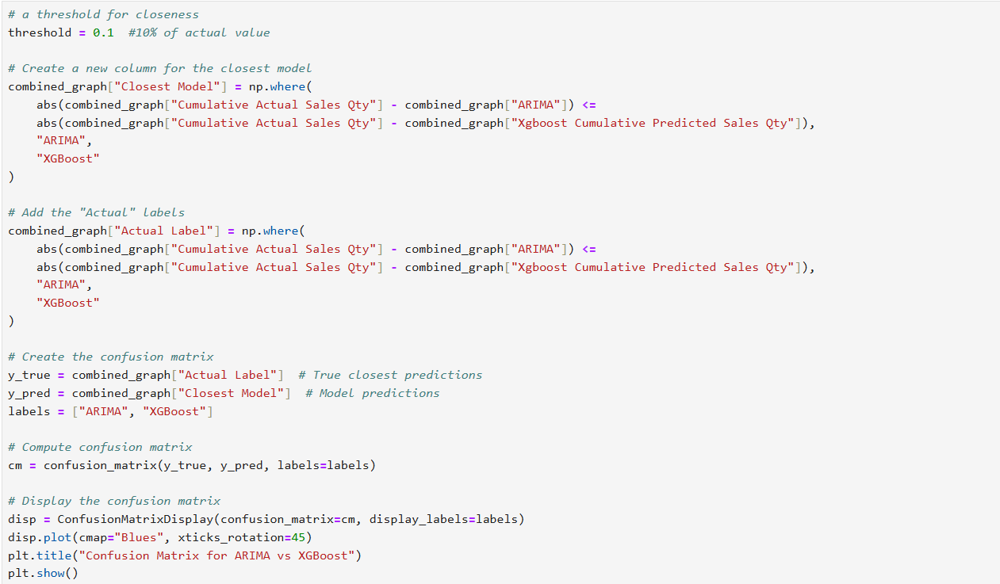 # a threshold for closeness
threshold = 0.1  #10% of actual value

# Create a new column for the closest model
combined_graph["Closest Model"] = np.where(
    abs(combined_graph["Cumulative Actual Sales Qty"] - combined_graph["ARIMA"]) <=
    abs(combined_graph["Cumulative Actual Sales Qty"] - combined_graph["Xgboost Cumulative Predicted Sales Qty"]),
    "ARIMA",
    "XGBoost"
)

# Add the "Actual" labels
combined_graph["Actual Label"] = np.where(
    abs(combined_graph["Cumulative Actual Sales Qty"] - combined_graph["ARIMA"]) <=
    abs(combined_graph["Cumulative Actual Sales Qty"] - combined_graph["Xgboost Cumulative Predicted Sales Qty"]),
    "ARIMA",
    "XGBoost"
)

# Create the confusion matrix
y_true = combined_graph["Actual Label"]  # True closest predictions
y_pred = combined_graph["Closest Model"]  # Model predictions
labels = ["ARIMA", "XGBoost"]

# Compute confusion matrix
cm = confusion_matrix(y_true, y_pred, labels=labels)

# Display the confusion matrix
disp = ConfusionMatrixDisplay(confusion_matrix=cm, display_labels=labels)
disp.plot(cmap="Blues", xticks_rotation=45)
plt.title("Confusion Matrix for ARIMA vs XGBoost")
plt.show()